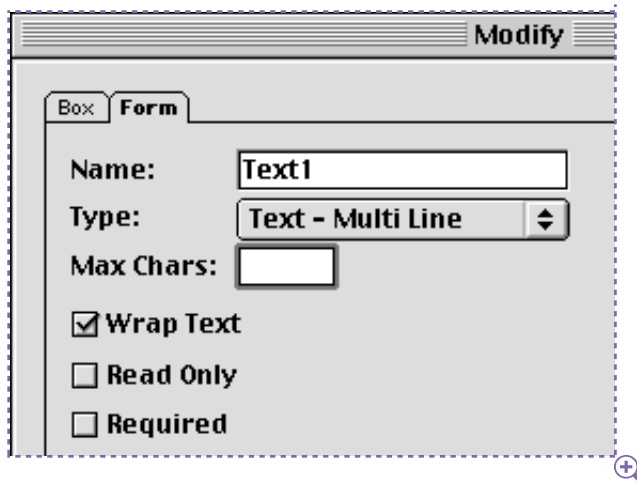 Modify
Box Form
Name: Text1
Type: Text - Multi Line
Max Chars:
Wrap Text
Read Only
Required